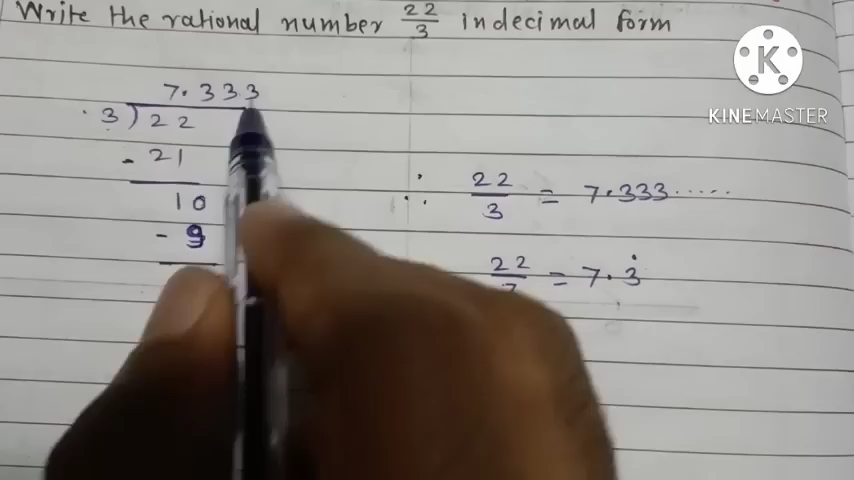 Write the rational number 22/3 in decimal form
7.333
3 ) 22
- 21
10
- 9
∴ 22/3 = 7.333......
22/ = 7.3̇
K
KINEMASTER